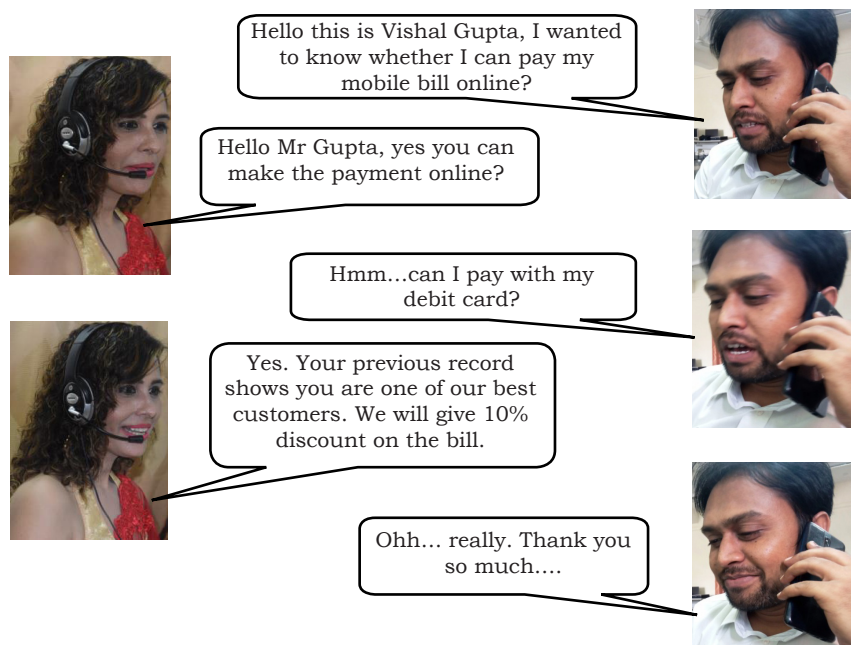 Hello this is Vishal Gupta, I wanted
to know whether I can pay my
mobile bill online?
Hello Mr Gupta, yes you can
make the payment online?
Hmm...can I pay with my
debit card?
Yes. Your previous record
shows you are one of our best
customers. We will give 10%
discount on the bill.
Ohh... really. Thank you
so much....